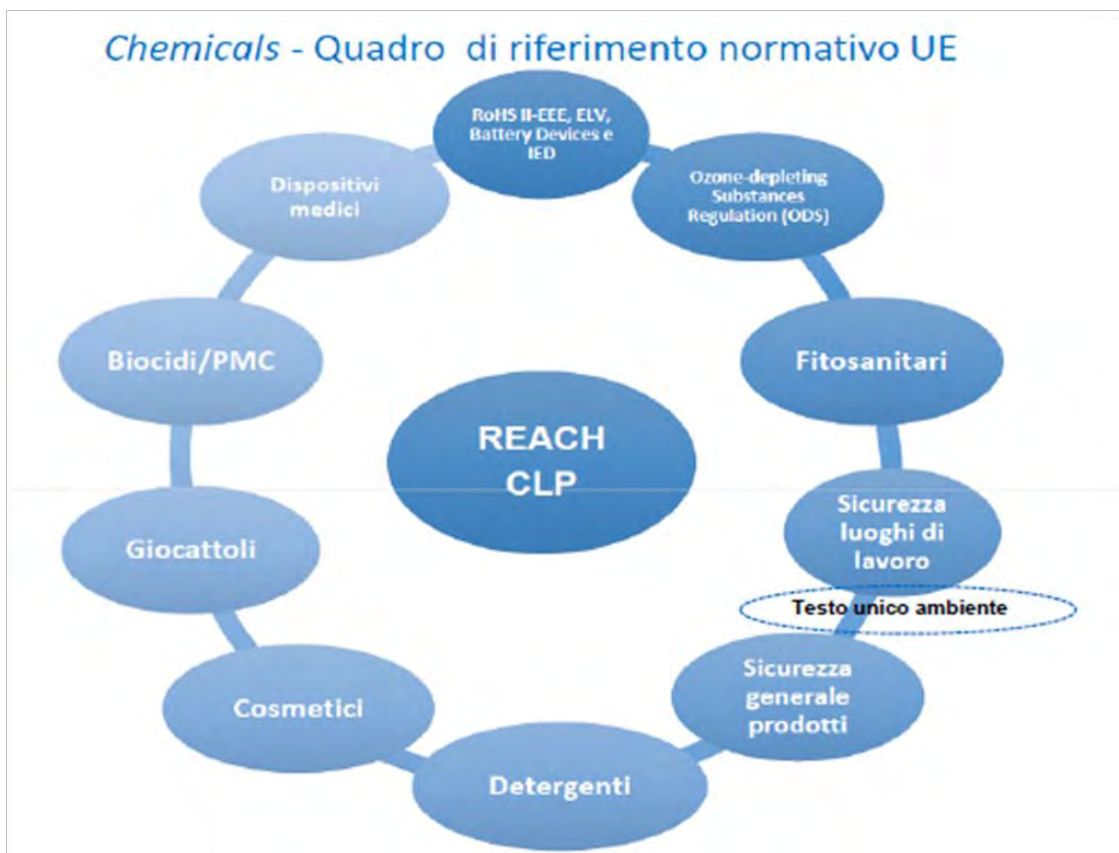 Chemicals - Quadro di riferimento normativo UE
RoHS II-EEE, ELV,
Battery Devices e
IED
Ozone-depleting
Substances
Regulation (ODS)
Fitosanitari
Sicurezza
luoghi di
lavoro
Testo unico ambiente
Sicurezza
generale
prodotti
Detergenti
Cosmetici
Giocattoli
Biocidi/PMC
Dispositivi
medici
REACH
CLP